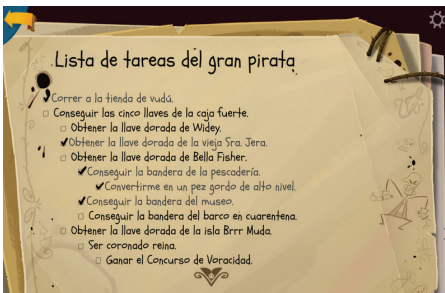 Lista de tareas del gran pirata
Correr a la tienda de vudú.
Conseguir las cinco llaves de la caja fuerte.
Obtener la llave dorada de Widey.
Obtener la llave dorada de la vieja Sra. Jera.
Obtener la llave dorada de Bella Fisher.
Conseguir la bandera de la pescadería.
Convertirme en un pez gordo de alto nivel.
Conseguir la bandera del museo.
Conseguir la bandera del barco en cuarentena.
Obtener la llave dorada de la isla Brrr Muda.
Ser coronado reina.
Ganar el Concurso de Voracidad.